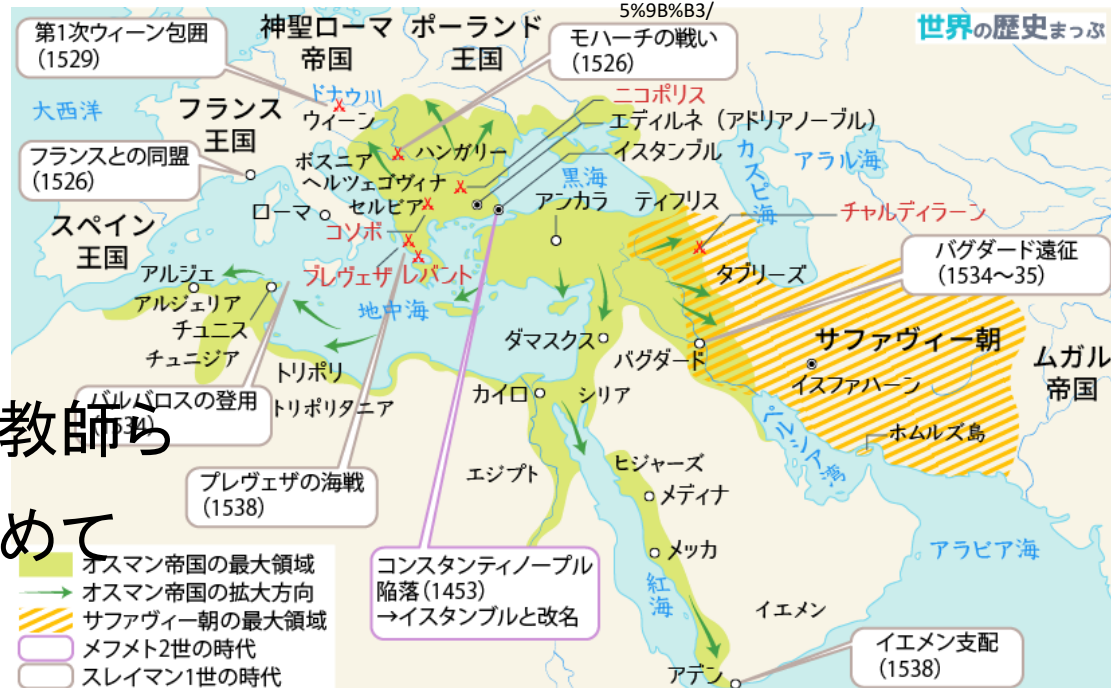 5%9B%B3/
世界の歴史まっぷ
第1次ウィーン包囲
(1529)
神聖ローマ
帝国
ポーランド
王国
モハーチの戦い
(1526)
大西洋
ドナウ川
ウィーン
フランス
王国
ニコポリス
エディルネ（アドリアノープル）
イスタンブル
ボスニア
ハンガリー
ヘルツェゴヴィナ
セルビア
フランスとの同盟
(1526)
黒海
カスピ海
アラル海
ローマ
アンカラ
ティフリス
チャルディラーン
スペイン
王国
コソボ
プレヴェザ
レパント
タブリーズ
バグダード遠征
(1534〜35)
アルジェ
アルジェリア
チュニス
チュニジア
地中海
ダマスクス
バグダード
サファヴィー朝
イスファハーン
ムガル
帝国
トリポリ
トリポリタニア
カイロ
シリア
バルバロスの登用
(1534)
教師ら
めて
ペルシア湾
ホムルズ島
プレヴェザの海戦
(1538)
エジプト
ヒジャーズ
メディナ
メッカ
紅海
アラビア海
イエメン
アデン
コンスタンティノープル
陥落(1453)
→イスタンブルと改名
イエメン支配
(1538)
オスマン帝国の最大領域
オスマン帝国の拡大方向
サファヴィー朝の最大領域
メフメト2世の時代
スレイマン1世の時代